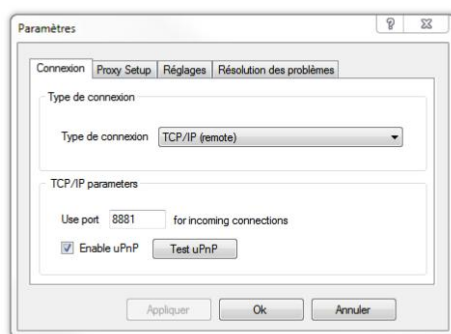 Paramètres
Connexion Proxy Setup Réglages Résolution des problèmes
Type de connexion
Type de connexion TCP/IP (remote)
TCP/IP parameters
Use port 8881 for incoming connections
Enable uPnP Test uPnP
Appliquer Ok Annuler